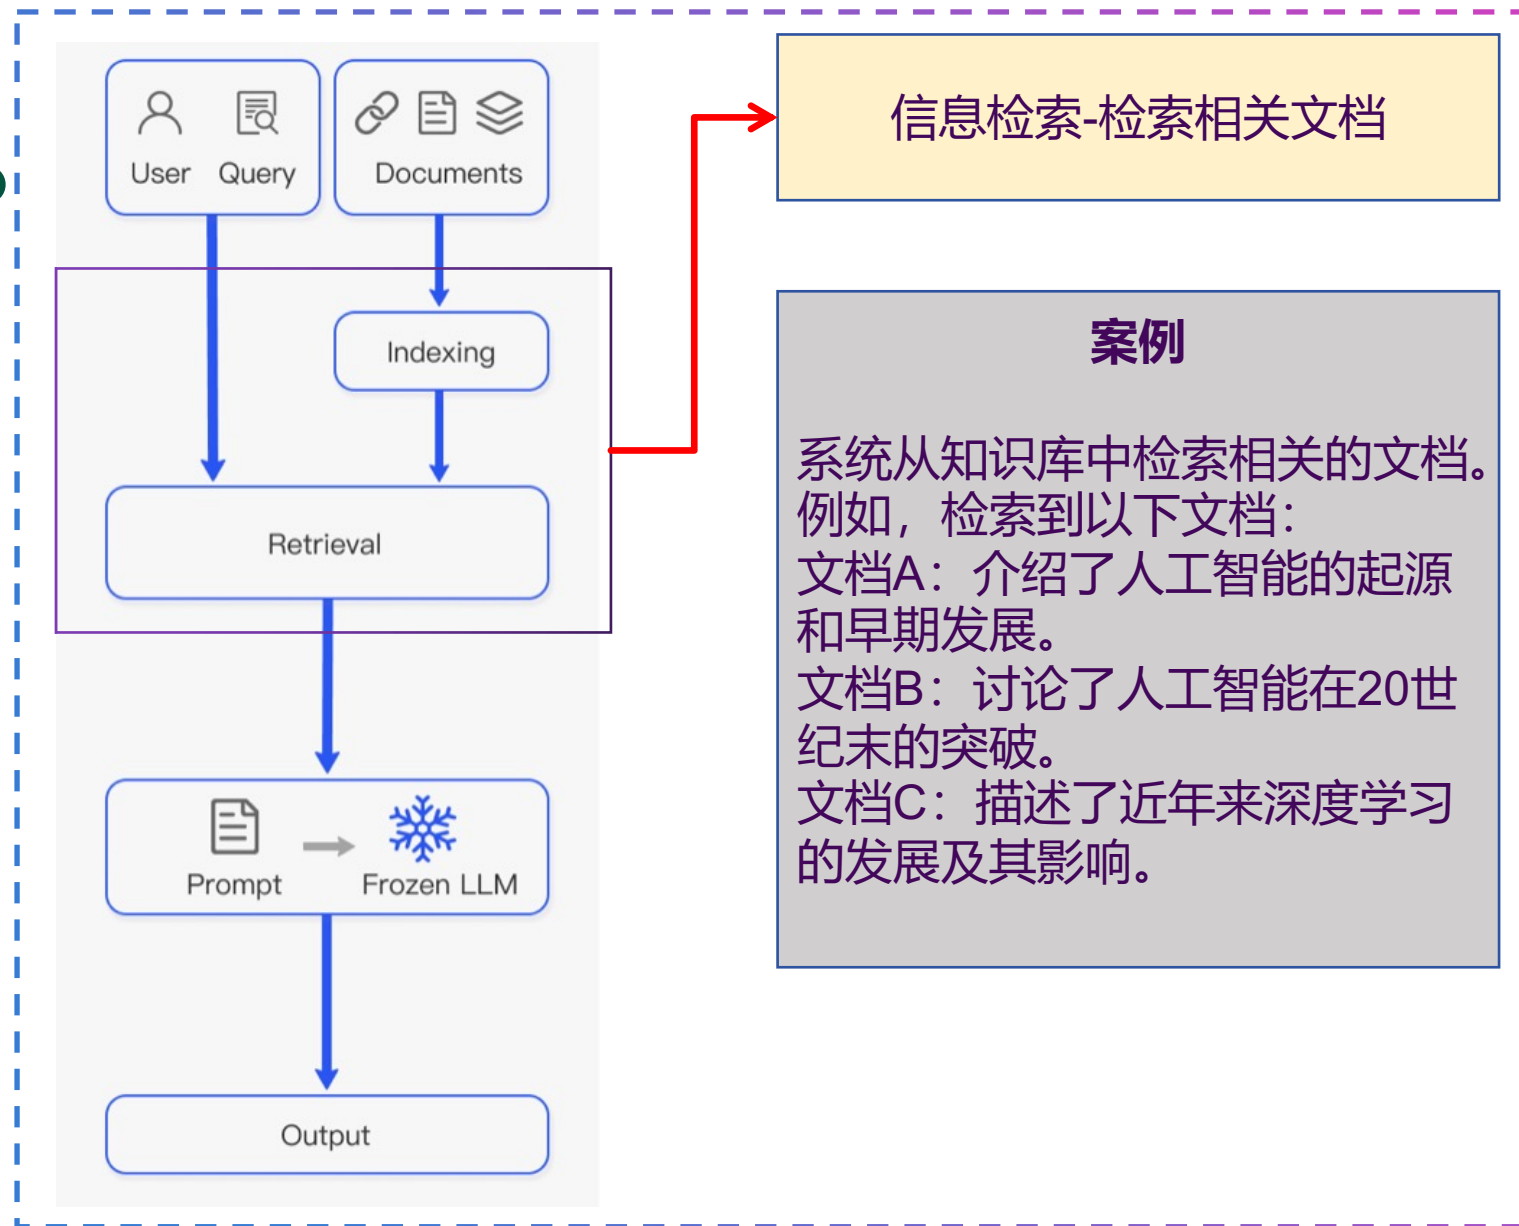 User Query
Documents
Indexing
Retrieval
Prompt
Frozen LLM
Output
信息检索-检索相关文档
案例
系统从知识库中检索相关的文档。
例如，检索到以下文档：
文档A：介绍了人工智能的起源
和早期发展。
文档B：讨论了人工智能在20世
纪末的突破。
文档C：描述了近年来深度学习
的发展及其影响。